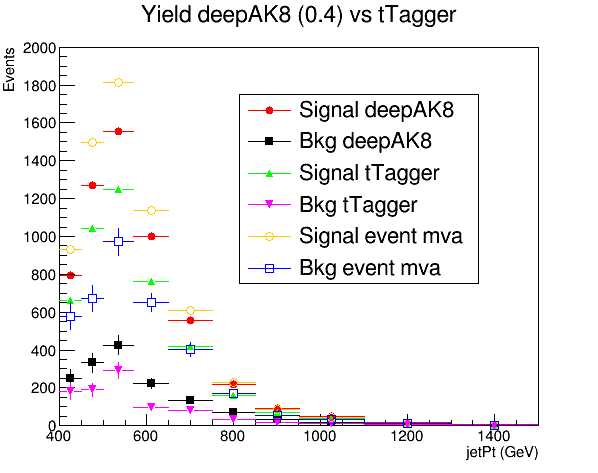 Yield deepAK8 (0.4) vs tTagger
Events
2000
1800
1600
1400
1200
1000
800
600
400
200
0
Signal deepAK8
Bkg deepAK8
Signal tTagger
Bkg tTagger
Signal event mva
Bkg event mva
400 600 800 1000 1200 1400
jetPt (GeV)